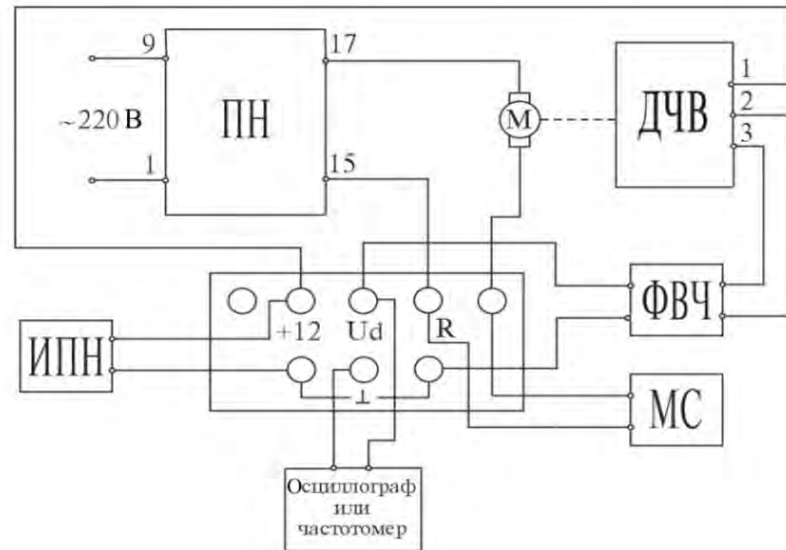 9
17
~220 В
ПН
1
15
М
ДЧВ
1
2
3
+12
Ud
R
⊥
ИПН
ФВЧ
МС
Осциллограф
или
частотомер